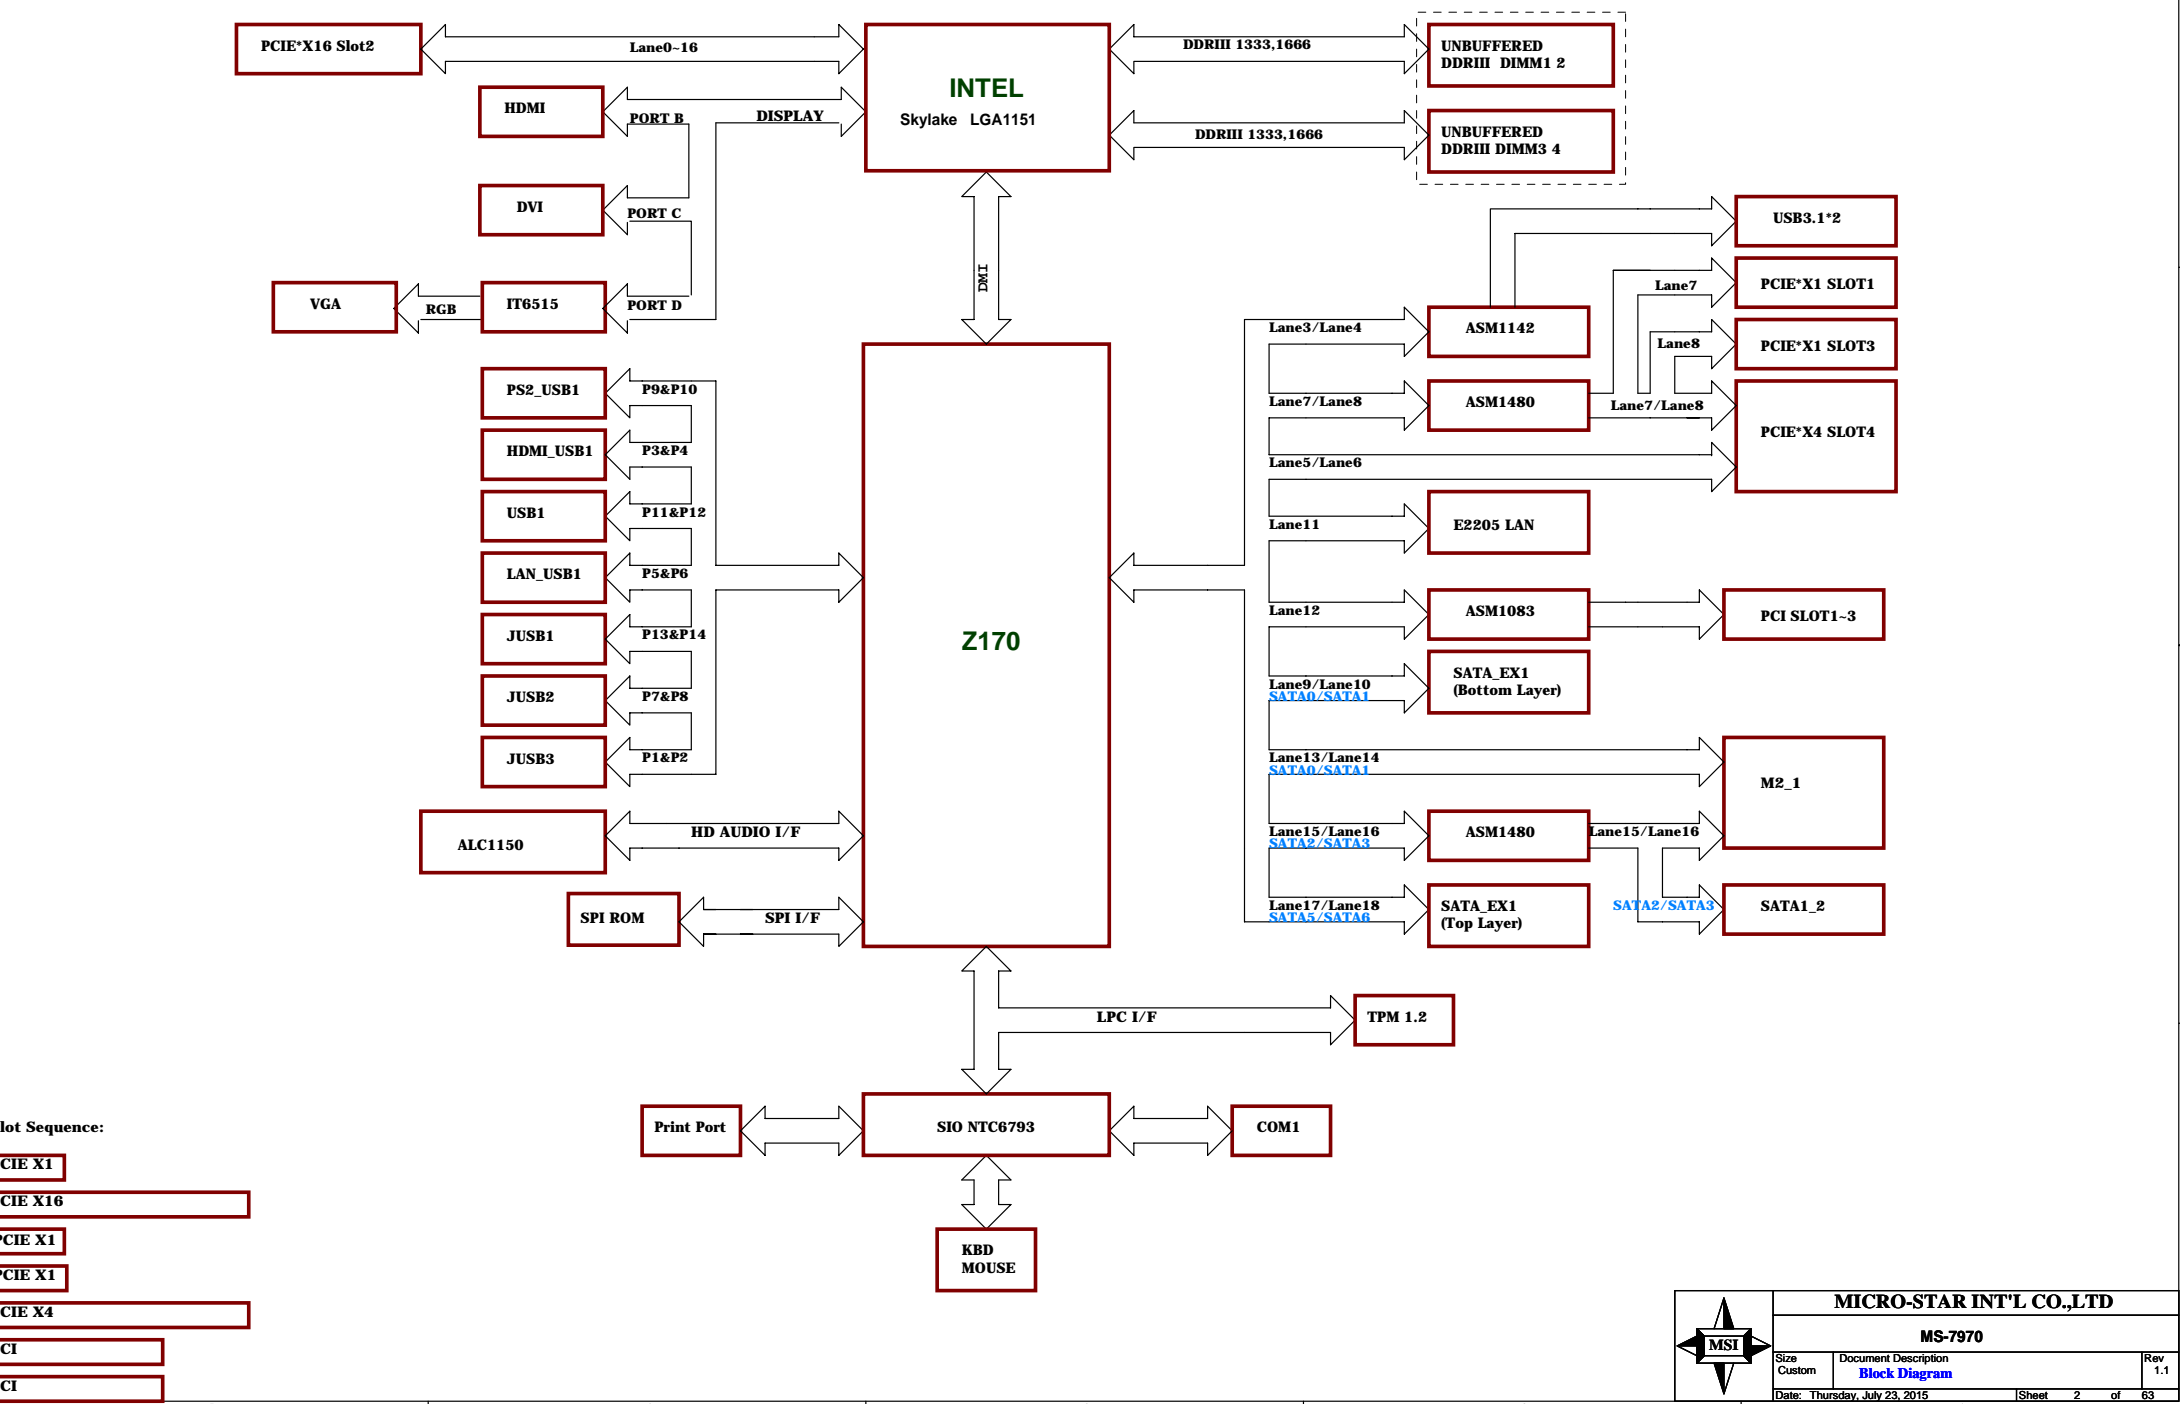 PCIE*X16 Slot2
Lane0~16
INTEL
Skylake   LGA1151
DDRIII 1333,1666
UNBUFFERED
DDRIII  DIMM1 2
DDRIII 1333,1666
UNBUFFERED
DDRIII DIMM3 4
HDMI
PORT B
DISPLAY
DVI
PORT C
VGA
RGB
IT6515
PORT D
DMI
USB3.1*2
Lane7
PCIE*X1 SLOT1
Lane3/Lane4
ASM1142
Lane8
PCIE*X1 SLOT3
Lane7/Lane8
ASM1480
Lane7/Lane8
PCIE*X4 SLOT4
Lane5/Lane6
PS2_USB1
P9&P10
HDMI_USB1
P3&P4
USB1
P11&P12
LAN_USB1
P5&P6
JUSB1
P13&P14
JUSB2
P7&P8
JUSB3
P1&P2
Z170
Lane11
E2205 LAN
Lane12
ASM1083
PCI SLOT1~3
Lane9/Lane10
SATA0/SATA1
SATA_EX1
(Bottom Layer)
Lane13/Lane14
SATA0/SATA1
M2_1
ALC1150
HD AUDIO I/F
Lane15/Lane16
SATA2/SATA3
ASM1480
Lane15/Lane16
SPI ROM
SPI I/F
Lane17/Lane18
SATA5/SATA6
SATA_EX1
(Top Layer)
SATA2/SATA3
SATA1_2
LPC I/F
TPM 1.2
Print Port
SIO NTC6793
COM1
KBD
MOUSE
lot Sequence:
CIE X1
CIE X16
PCIE X1
PCIE X1
CIE X4
CI
CI
MSI
MICRO-STAR INT'L CO.,LTD
MS-7970
Size
Custom
Document Description
Block Diagram
Rev
1.1
Date: Thursday, July 23, 2015
Sheet 2 of 63